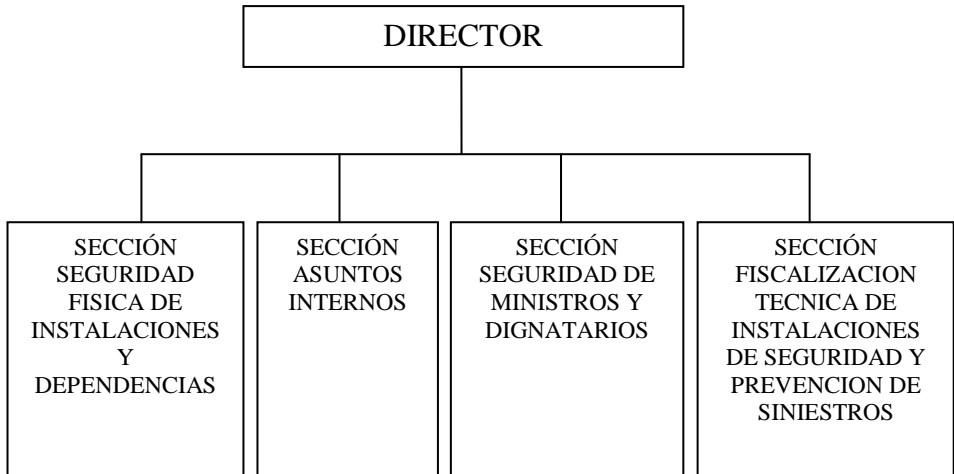 DIRECTOR
SECCIÓN
SEGURIDAD
FISICA DE
INSTALACIONES
Y
DEPENDENCIAS
SECCIÓN
ASUNTOS
INTERNOS
SECCIÓN
SEGURIDAD DE
MINISTROS Y
DIGNATARIOS
SECCIÓN
FISCALIZACION
TECNICA DE
INSTALACIONES
DE SEGURIDAD Y
PREVENCION DE
SINIESTROS